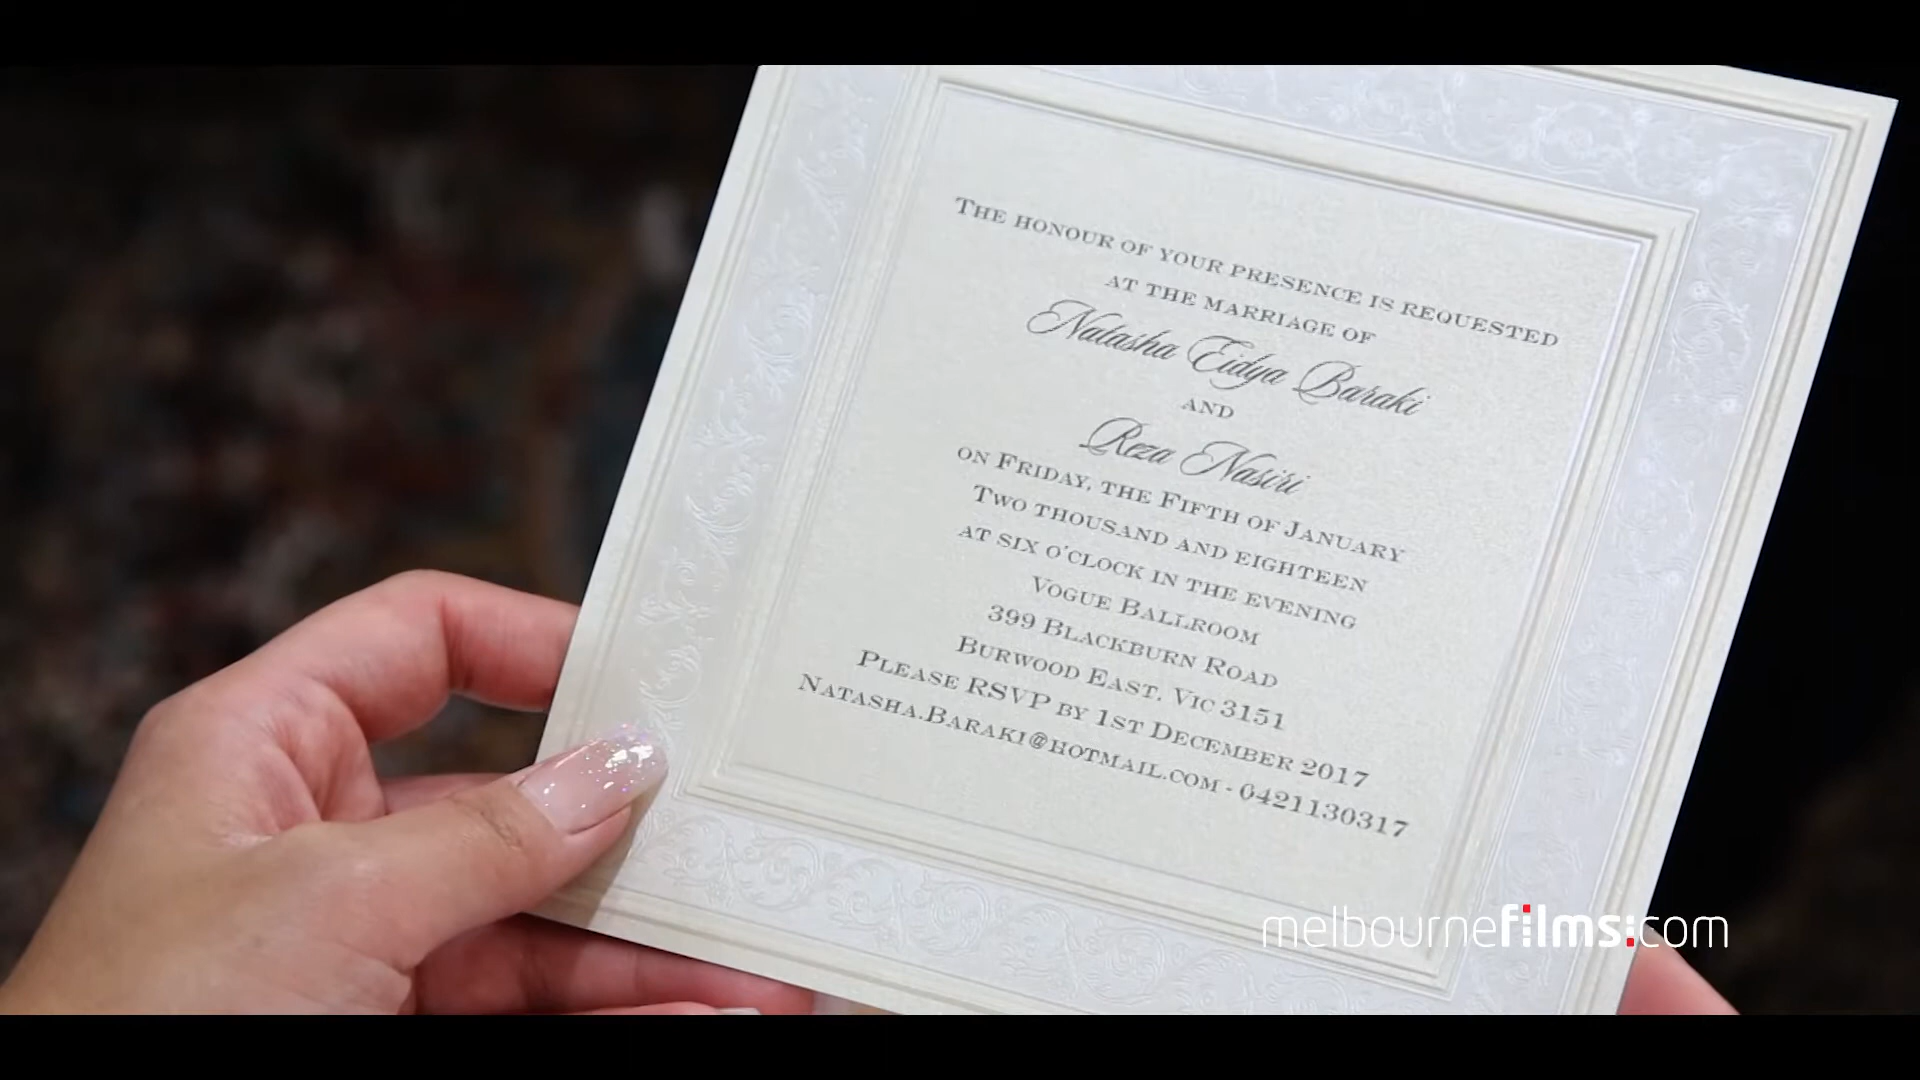 The honour of your presence is requested
at the marriage of
Natasha Eidya Baraki
and
Reza Nasiri
on Friday, the Fifth of January
Two thousand and eighteen
at six o'clock in the evening
Vogue Ballroom
399 Blackburn Road
Burwood East, Vic 3151
Please RSVP by 1st December 2017
Natasha.Baraki@hotmail.com - 0421130317
melbournefilms.com